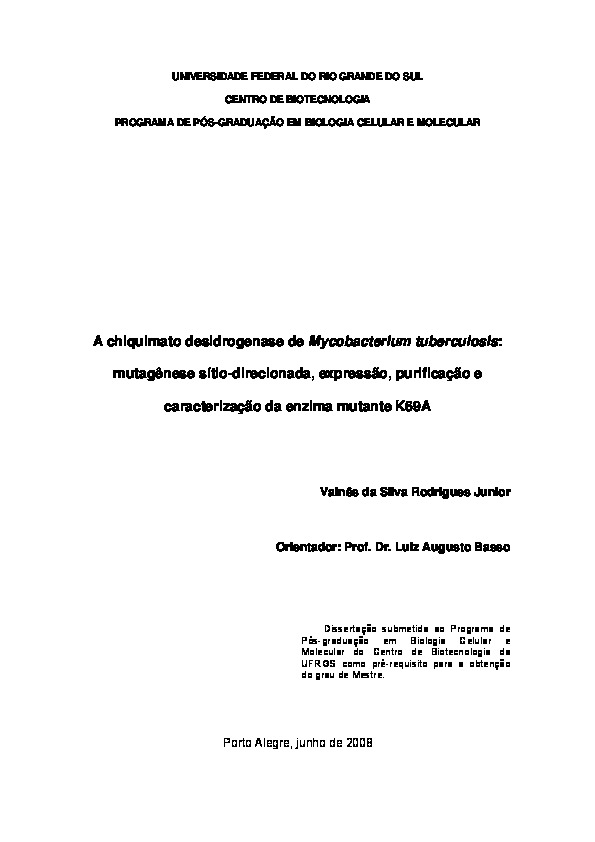 UNIVERSIDADE FEDERAL DO RIO GRANDE DO SUL
CENTRO DE BIOTECNOLOGIA
PROGRAMA DE PÓS-GRADUAÇÃO EM BIOLOGIA CELULAR E MOLECULAR
A chiquimato desidrogenase de Mycobacterium tuberculosis:
mutagênese sítio-direcionada, expressão, purificação e
caracterização da enzima mutante K69A
Valnês da Silva Rodrigues Junior
Orientador: Prof. Dr. Luiz Augusto Basso
Dissertação submetida ao Programa de
Pós-graduação em Biologia Celular e
Molecular do Centro de Biotecnologia da
UFRGS como pré-requisito para a obtenção
do grau de Mestre.
Porto Alegre, junho de 2008